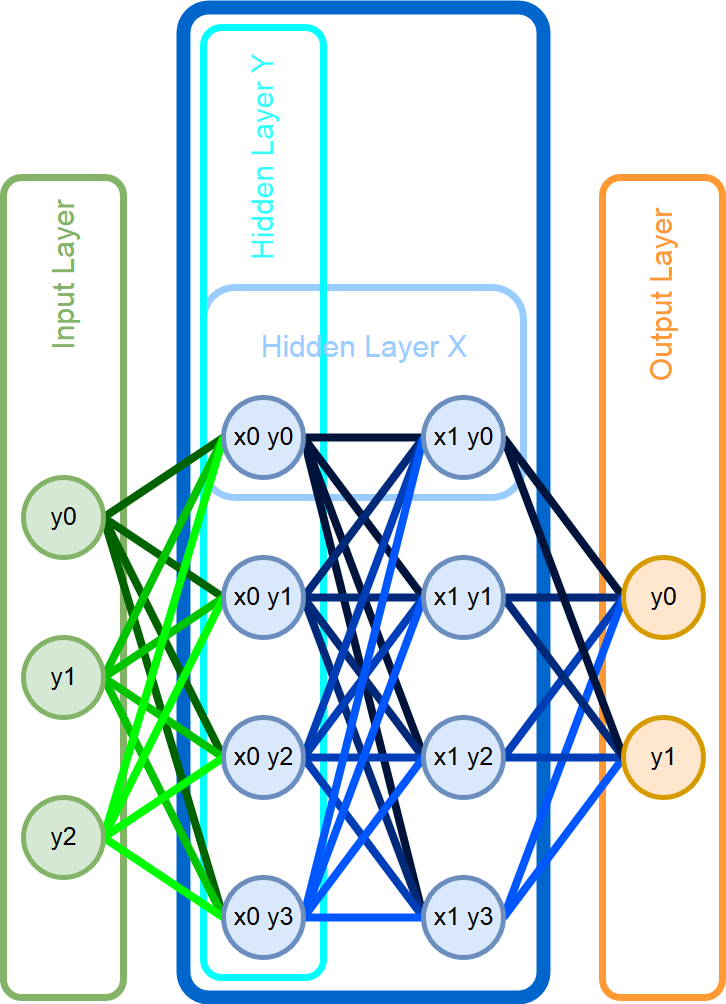 Input Layer
y0
y1
y2
Hidden Layer Y
Hidden Layer X
x0 y0
x1 y0
x0 y1
x1 y1
x0 y2
x1 y2
x0 y3
x1 y3
Output Layer
y0
y1